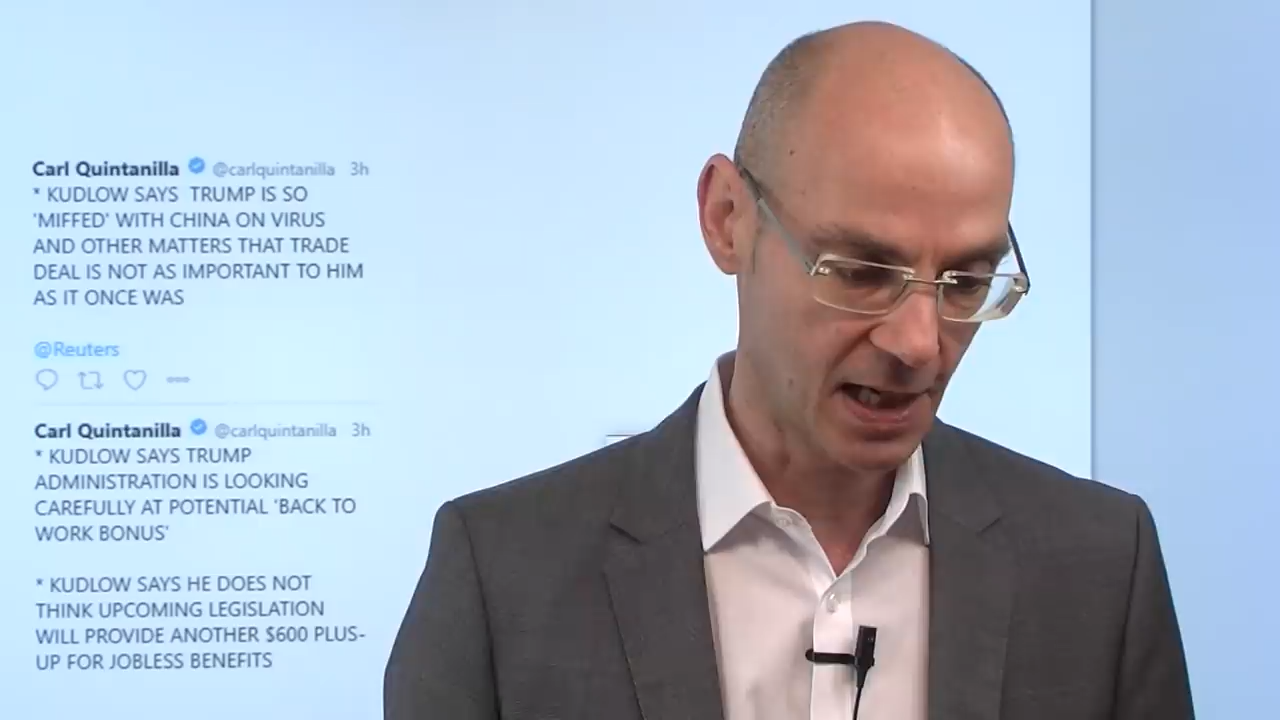 Carl Quintanilla @carlquintanilla 3h
* KUDLOW SAYS TRUMP IS SO
'MIFFED' WITH CHINA ON VIRUS
AND OTHER MATTERS THAT TRADE
DEAL IS NOT AS IMPORTANT TO HIM
AS IT ONCE WAS
@Reuters
Carl Quintanilla @carlquintanilla 3h
* KUDLOW SAYS TRUMP
ADMINISTRATION IS LOOKING
CAREFULLY AT POTENTIAL 'BACK TO
WORK BONUS'
* KUDLOW SAYS HE DOES NOT
THINK UPCOMING LEGISLATION
WILL PROVIDE ANOTHER $600 PLUS-
UP FOR JOBLESS BENEFITS